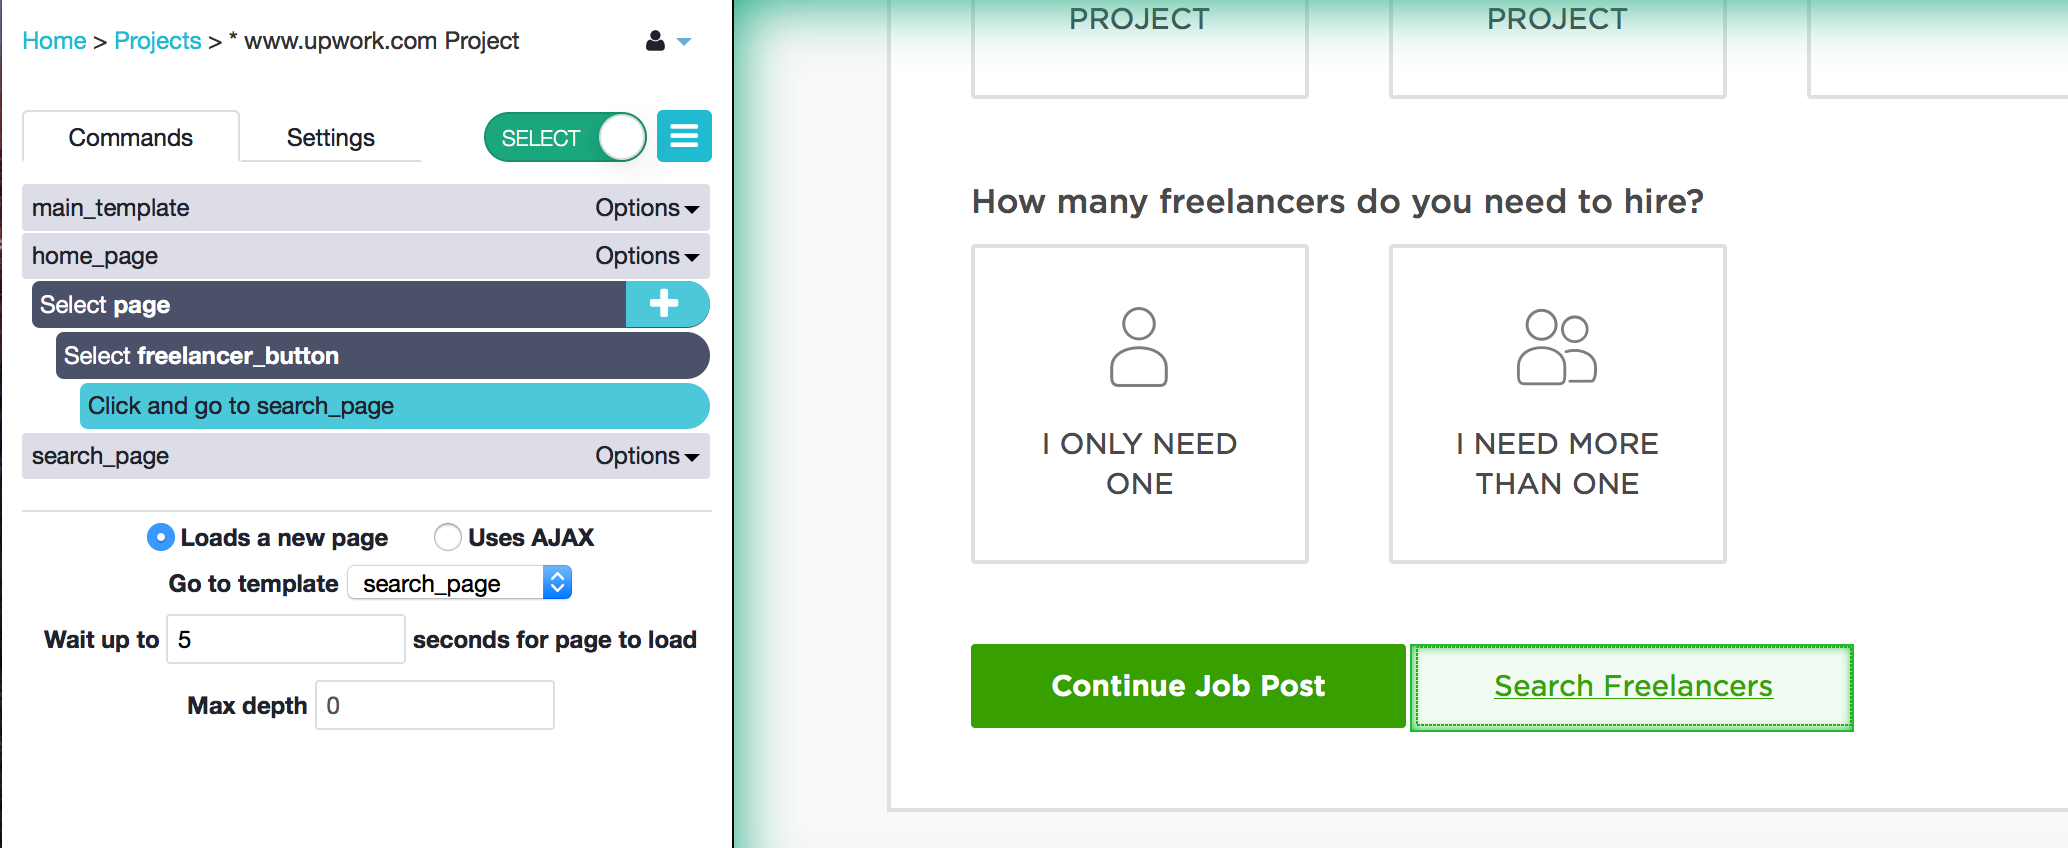 Home > Projects > * www.upwork.com Project
Commands
Settings
SELECT
main_template
Options
home_page
Options
Select page
Select freelancer_button
Click and go to search_page
search_page
Options
Loads a new page
Uses AJAX
Go to template search_page
Wait up to 5 seconds for page to load
Max depth 0
PROJECT
PROJECT
How many freelancers do you need to hire?
I ONLY NEED
ONE
I NEED MORE
THAN ONE
Continue Job Post
Search Freelancers